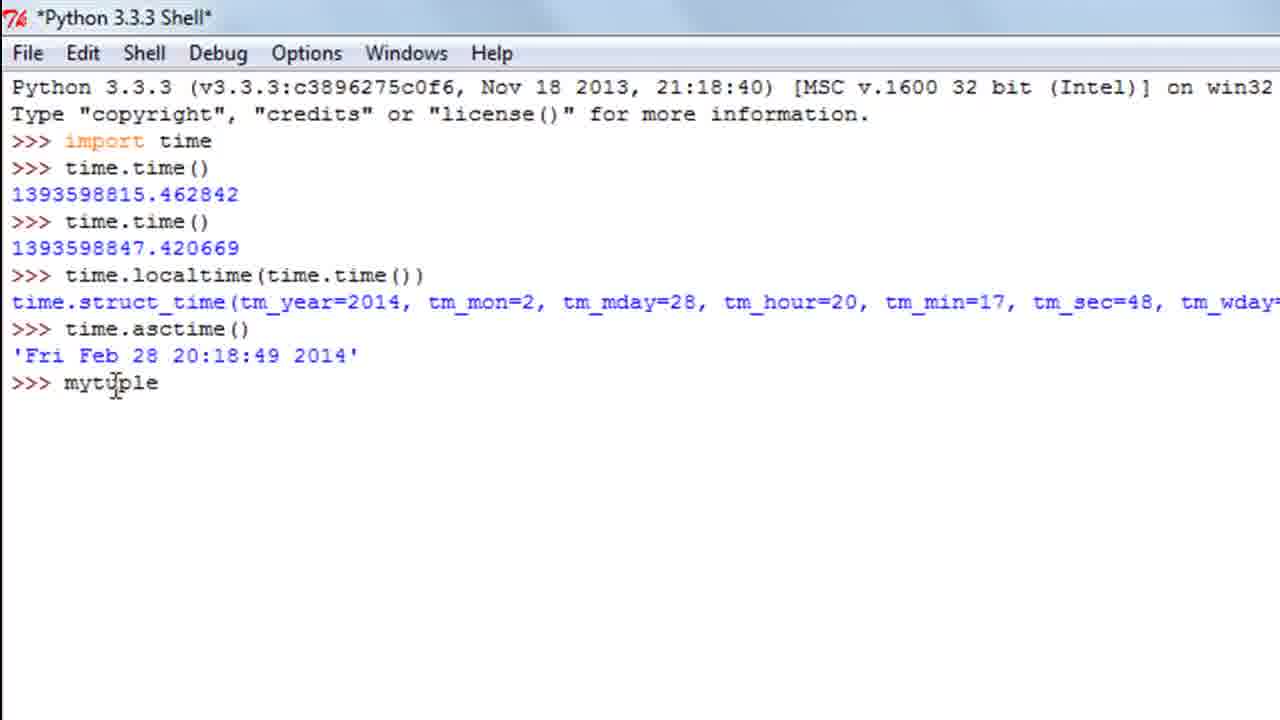 *Python 3.3.3 Shell*
File Edit Shell Debug Options Windows Help
Python 3.3.3 (v3.3.3:c3896275c0f6, Nov 18 2013, 21:18:40) [MSC v.1600 32 bit (Intel)] on win32
Type "copyright", "credits" or "license()" for more information.
>>> import time
>>> time.time()
1393598815.462842
>>> time.time()
1393598847.420669
>>> time.localtime(time.time())
time.struct_time(tm_year=2014, tm_mon=2, tm_mday=28, tm_hour=20, tm_min=17, tm_sec=48, tm_wday=
>>> time.asctime()
'Fri Feb 28 20:18:49 2014'
>>> mytuple